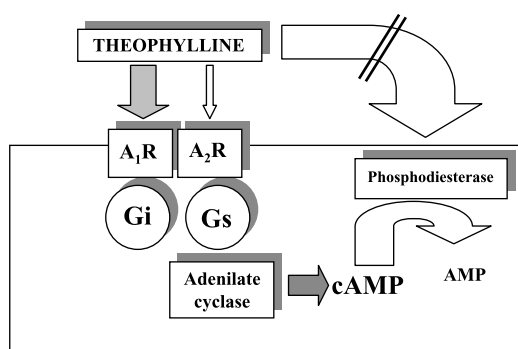 THEOPHYLLINE
A₁R
A₂R
Phosphodiesterase
Gi
Gs
Adenilate
cyclase
cAMP
AMP